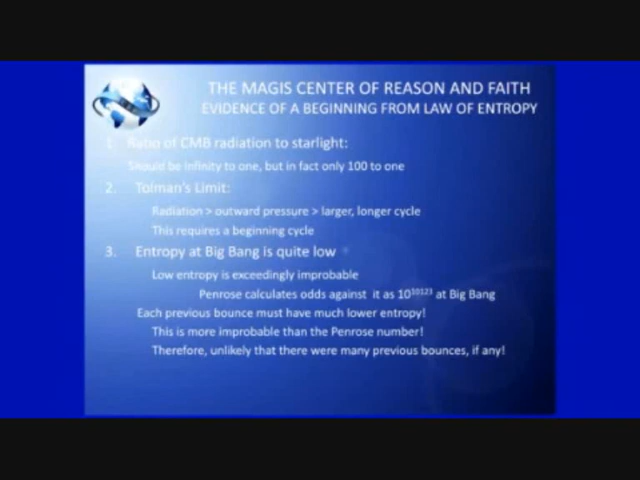 THE MAGIS CENTER OF REASON AND FAITH
EVIDENCE OF A BEGINNING FROM LAW OF ENTROPY
1. Ratio of CMB radiation to starlight:
Should be infinity to one, but in fact only 100 to one
2. Tolman's Limit:
Radiation > outward pressure > larger, longer cycle
This requires a beginning cycle
3. Entropy at Big Bang is quite low
Low entropy is exceedingly improbable
Penrose calculates odds against it as 10¹⁰¹²³ at Big Bang
Each previous bounce must have much lower entropy!
This is more improbable than the Penrose number!
Therefore, unlikely that there were many previous bounces, if any!